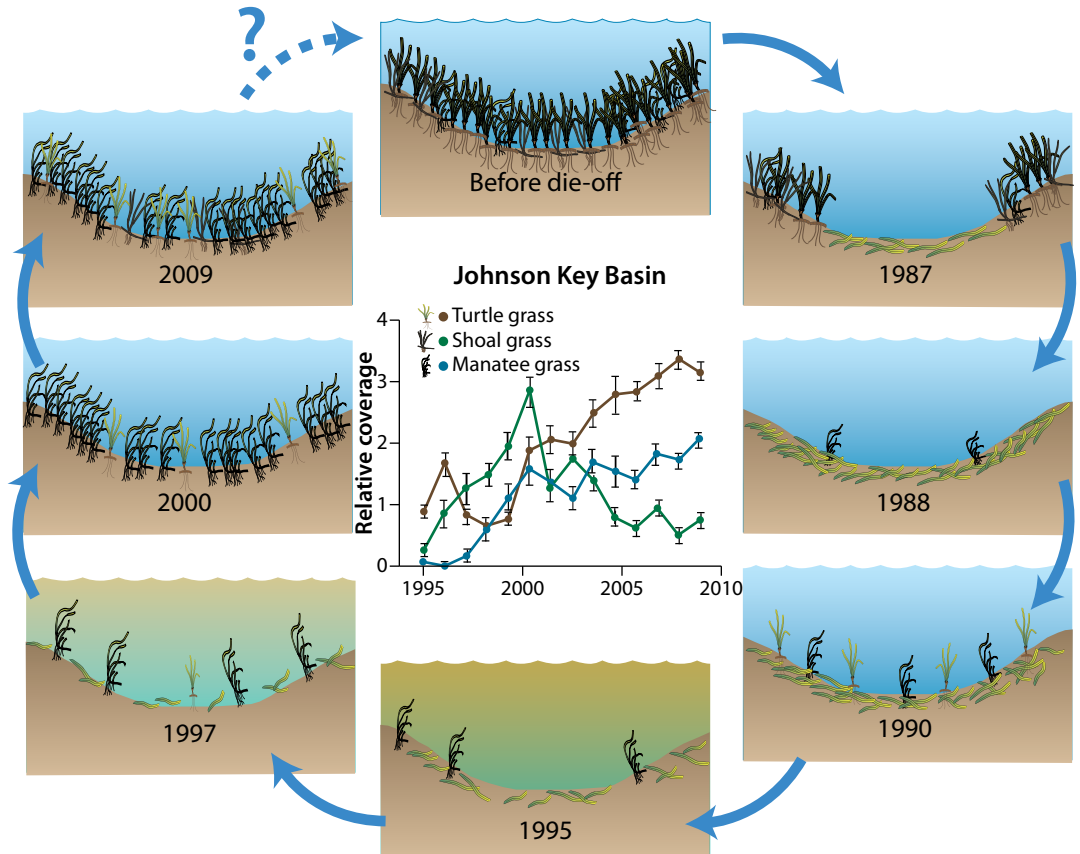 ?
Before die-off
2009
1987
Johnson Key Basin
Turtle grass
Shoal grass
Manatee grass
Relative coverage
4
3
2
1
0
1995
2000
2005
2010
2000
1988
1997
1990
1995